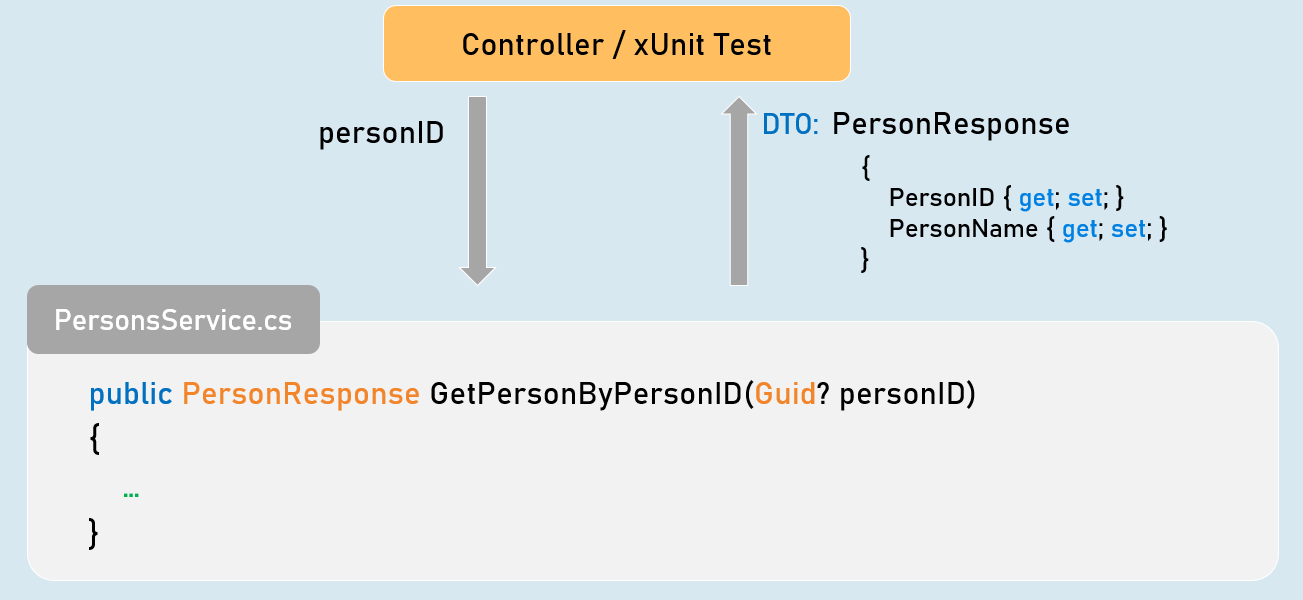 Controller / xUnit Test
personID
DTO: PersonResponse
{
PersonID { get; set; }
PersonName { get; set; }
}
PersonsService.cs
public PersonResponse GetPersonByPersonID(Guid? personID)
{
...
}